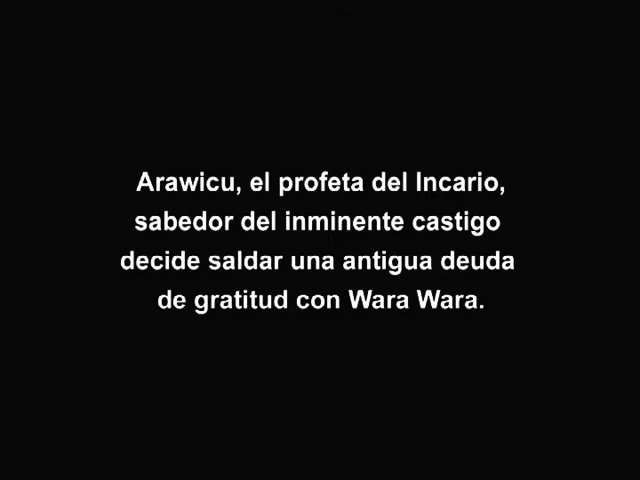 Arawicu, el profeta del Incario,
sabedor del inminente castigo
decide saldar una antigua deuda
de gratitud con Wara Wara.